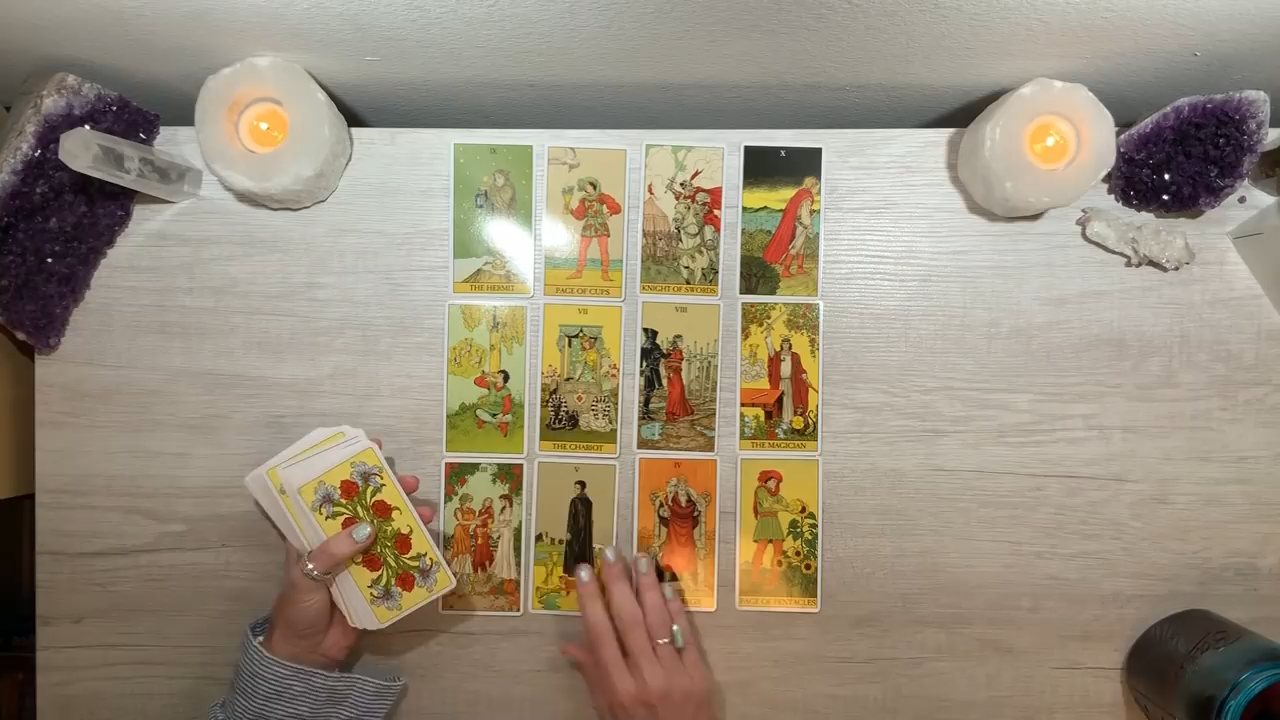 IX
THE HERMIT
PAGE OF CUPS
KNIGHT OF SWORDS
X
VII
THE CHARIOT
VIII
THE MAGICIAN
V
IV
PAGE OF PENTACLES